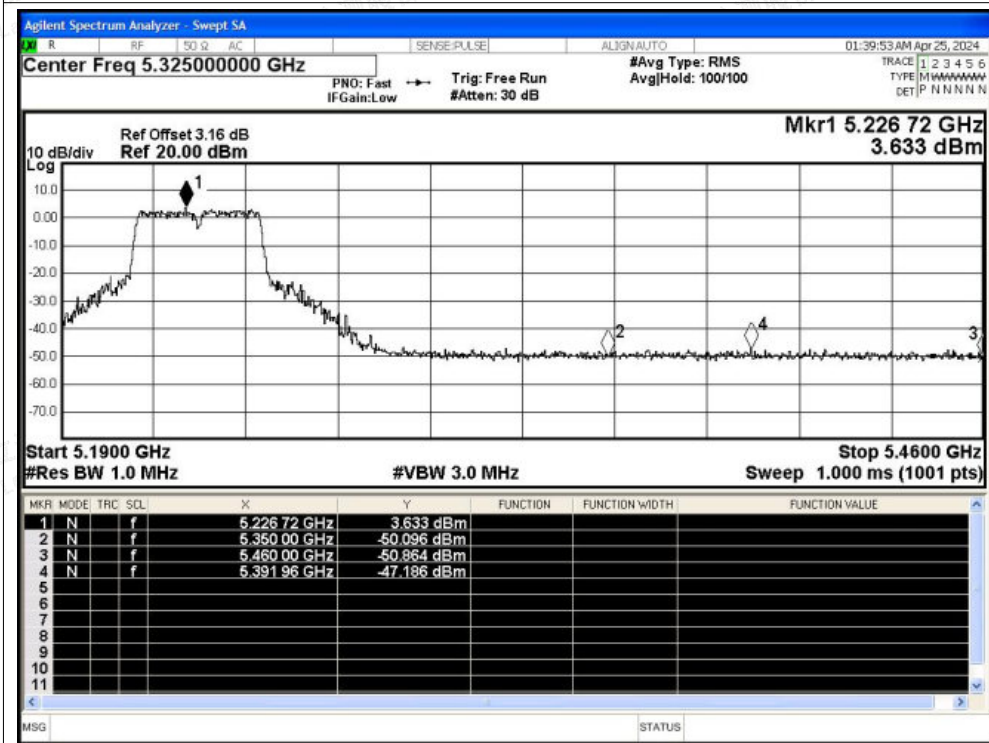 Agilent Spectrum Analyzer - Swept SA
LXI R RF 50 Ω AC SENSE:PULSE ALIGNAUTO 01:39:53 AM Apr 25, 2024
Center Freq 5.325000000 GHz
PNO: Fast
IFGain:Low
Trig: Free Run
#Atten: 30 dB
#Avg Type: RMS
Avg|Hold: 100/100
TRACE 1 2 3 4 5 6
TYPE M
DET P N N N N N
Mkr1 5.226 72 GHz
3.633 dBm
Ref Offset 3.16 dB
10 dB/div Ref 20.00 dBm
Log
10.0
0.00
-10.0
-20.0
-30.0
-40.0
-50.0
-60.0
-70.0
1
2
4
3
Start 5.1900 GHz Stop 5.4600 GHz
#Res BW 1.0 MHz #VBW 3.0 MHz Sweep 1.000 ms (1001 pts)
MKR MODE TRC SCL X Y FUNCTION FUNCTION WIDTH FUNCTION VALUE
1 N f 5.226 72 GHz 3.633 dBm
2 N f 5.350 00 GHz -50.096 dBm
3 N f 5.460 00 GHz -50.864 dBm
4 N f 5.391 96 GHz -47.186 dBm
5
6
7
8
9
10
11
MSG STATUS